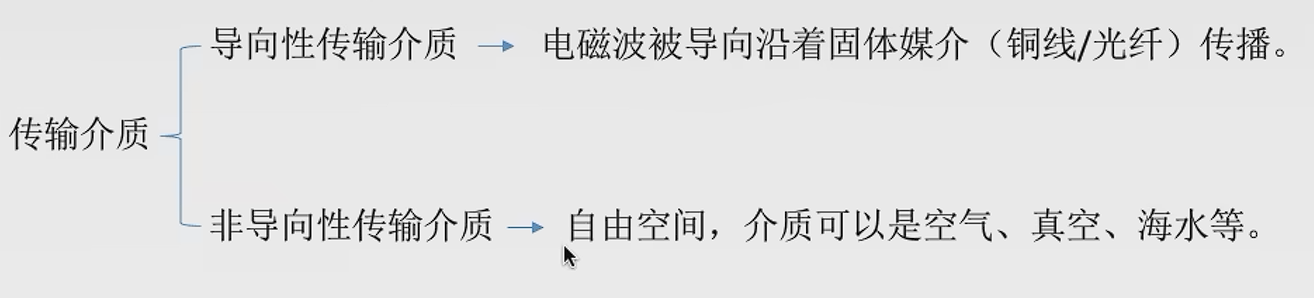 导向性传输介质 → 电磁波被导向沿着固体媒介（铜线/光纤）传播。
传输介质
非导向性传输介质 → 自由空间，介质可以是空气、真空、海水等。